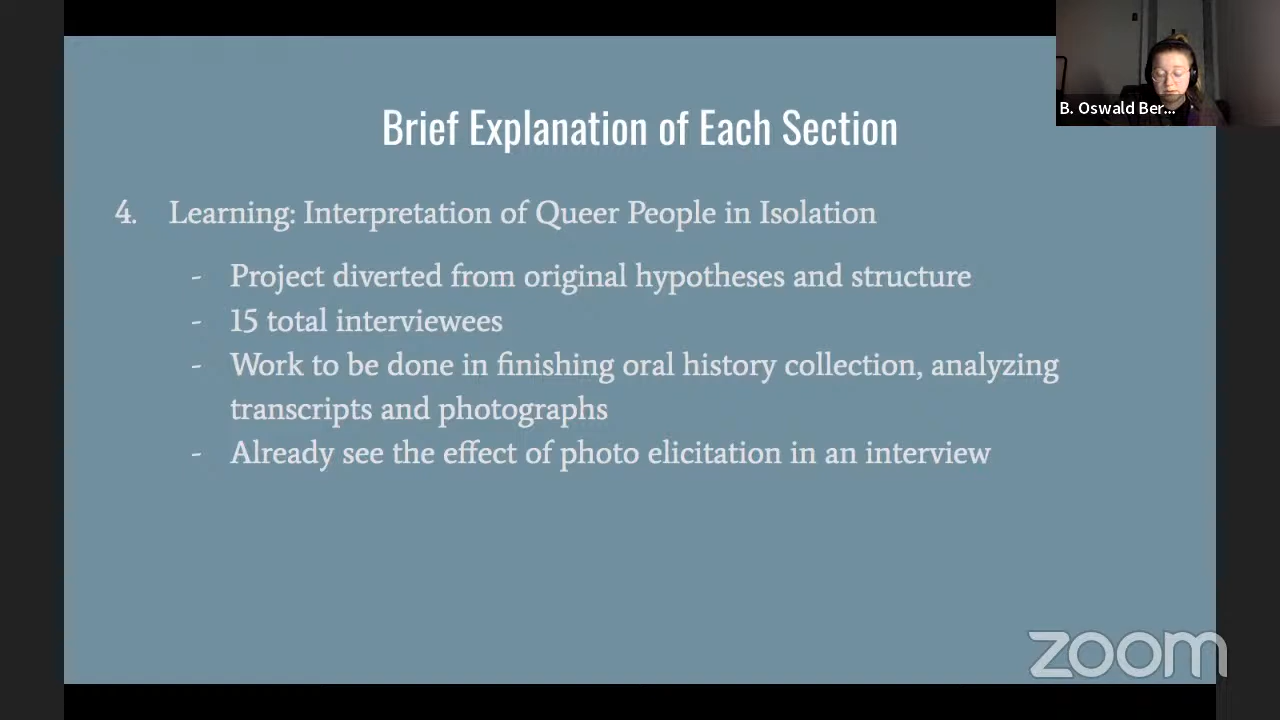 Brief Explanation of Each Section
B. Oswald Ber...
4. Learning: Interpretation of Queer People in Isolation
- Project diverted from original hypotheses and structure
- 15 total interviewees
- Work to be done in finishing oral history collection, analyzing
transcripts and photographs
- Already see the effect of photo elicitation in an interview
zoom